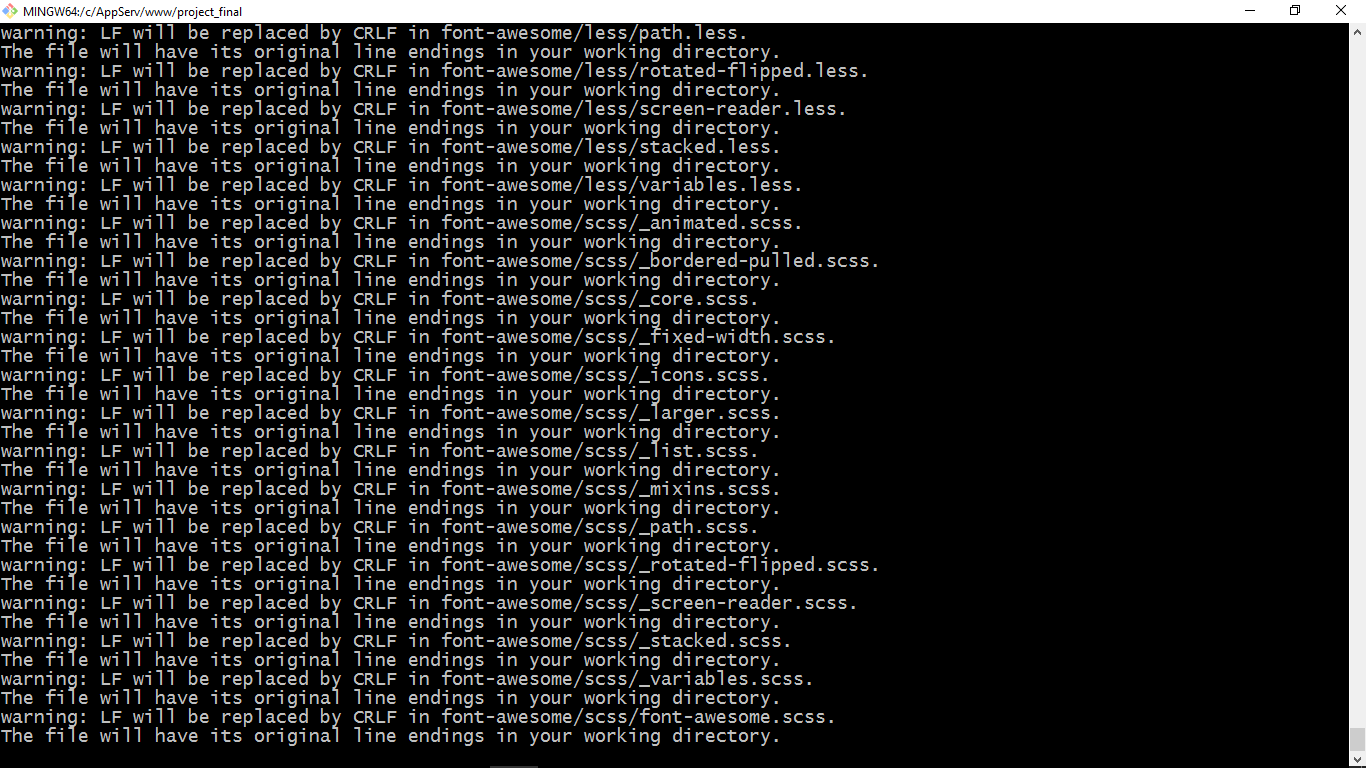 MINGW64:/c/AppServ/www/project_final
warning: LF will be replaced by CRLF in font-awesome/less/path.less.
The file will have its original line endings in your working directory.
warning: LF will be replaced by CRLF in font-awesome/less/rotated-flipped.less.
The file will have its original line endings in your working directory.
warning: LF will be replaced by CRLF in font-awesome/less/screen-reader.less.
The file will have its original line endings in your working directory.
warning: LF will be replaced by CRLF in font-awesome/less/stacked.less.
The file will have its original line endings in your working directory.
warning: LF will be replaced by CRLF in font-awesome/less/variables.less.
The file will have its original line endings in your working directory.
warning: LF will be replaced by CRLF in font-awesome/scss/_animated.scss.
The file will have its original line endings in your working directory.
warning: LF will be replaced by CRLF in font-awesome/scss/_bordered-pulled.scss.
The file will have its original line endings in your working directory.
warning: LF will be replaced by CRLF in font-awesome/scss/_core.scss.
The file will have its original line endings in your working directory.
warning: LF will be replaced by CRLF in font-awesome/scss/_fixed-width.scss.
The file will have its original line endings in your working directory.
warning: LF will be replaced by CRLF in font-awesome/scss/_icons.scss.
The file will have its original line endings in your working directory.
warning: LF will be replaced by CRLF in font-awesome/scss/_larger.scss.
The file will have its original line endings in your working directory.
warning: LF will be replaced by CRLF in font-awesome/scss/_list.scss.
The file will have its original line endings in your working directory.
warning: LF will be replaced by CRLF in font-awesome/scss/_mixins.scss.
The file will have its original line endings in your working directory.
warning: LF will be replaced by CRLF in font-awesome/scss/_path.scss.
The file will have its original line endings in your working directory.
warning: LF will be replaced by CRLF in font-awesome/scss/_rotated-flipped.scss.
The file will have its original line endings in your working directory.
warning: LF will be replaced by CRLF in font-awesome/scss/_screen-reader.scss.
The file will have its original line endings in your working directory.
warning: LF will be replaced by CRLF in font-awesome/scss/_stacked.scss.
The file will have its original line endings in your working directory.
warning: LF will be replaced by CRLF in font-awesome/scss/_variables.scss.
The file will have its original line endings in your working directory.
warning: LF will be replaced by CRLF in font-awesome/scss/font-awesome.scss.
The file will have its original line endings in your working directory.